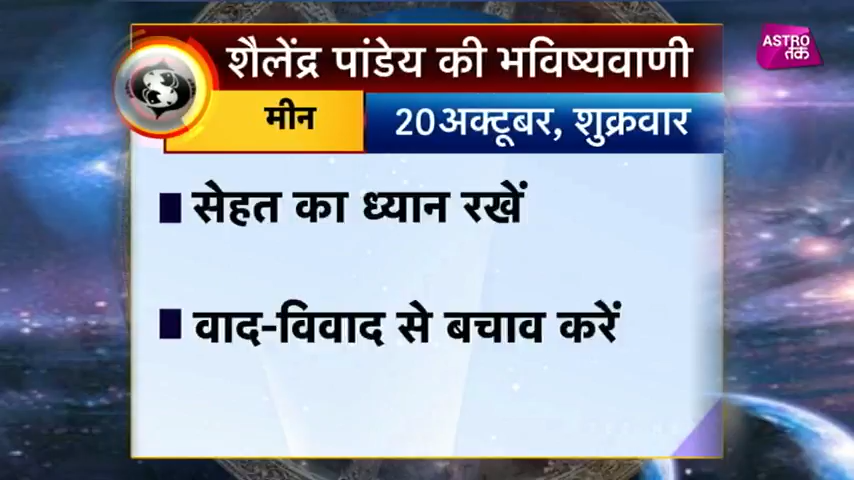 शैलेंद्र पांडेय की भविष्यवाणी
ASTRO
तक
मीन
20अक्टूबर, शुक्रवार
सेहत का ध्यान रखें
वाद-विवाद से बचाव करें